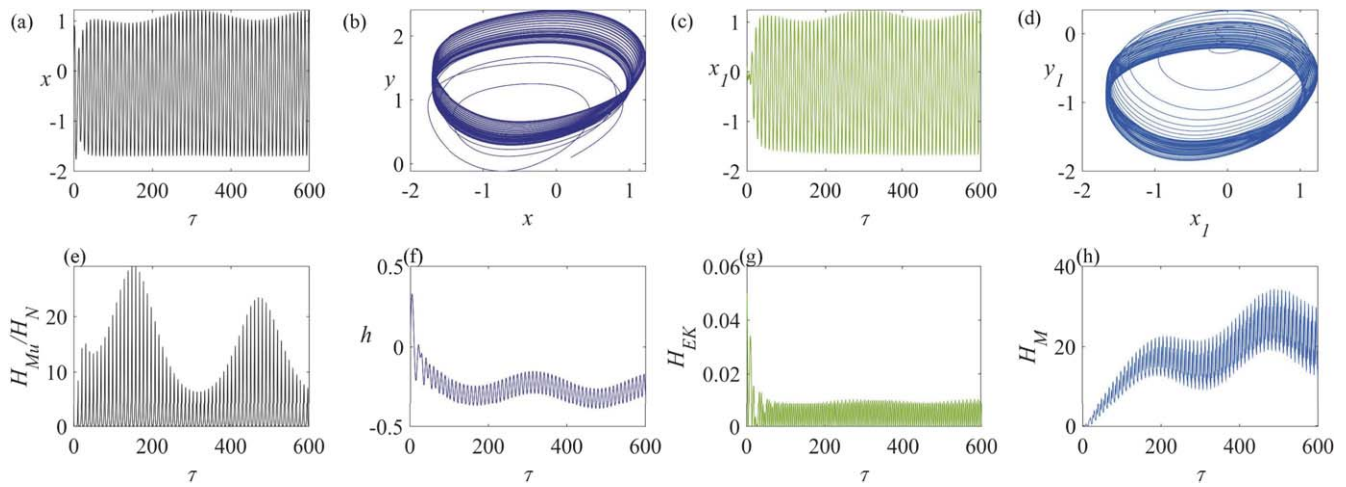 (a)
1
x 0
-1
-2
0 200 400 600
τ
(b)
2
y
1
0
-2 -1 0 1
x
(c)
1
x1 0
-1
-2
0 200 400 600
τ
(d)
0
y1
-1
-2
-2 -1 0 1
x1
(e)
20
HMu/HN
10
0
0 200 400 600
τ
(f)
0.5
h 0
-0.5
0 200 400 600
τ
(g)
0.06
0.04
HEK
0.02
0
0 200 400 600
τ
(h)
40
HM 20
0
0 200 400 600
τ